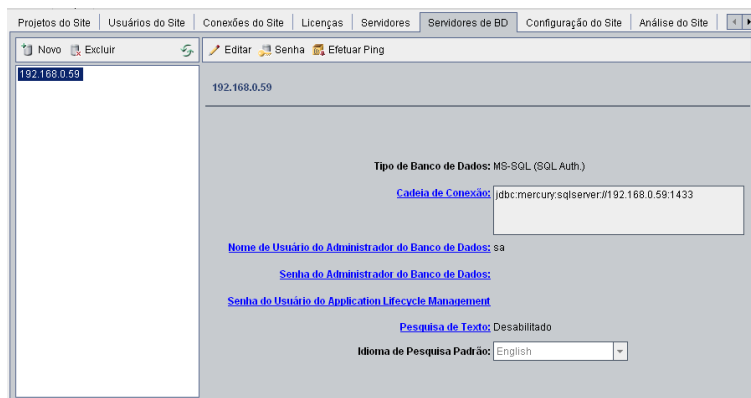 Projetos do Site Usuários do Site Conexões do Site Licenças Servidores Servidores de BD Configuração do Site Análise do Site
Novo Excluir Editar Senha Efetuar Ping
192.168.0.59
192.168.0.59
Tipo de Banco de Dados: MS-SQL (SQL Auth.)
Cadeia de Conexão: jdbc:mercury:sqlserver://192.168.0.59:1433
Nome de Usuário do Administrador do Banco de Dados: sa
Senha do Administrador do Banco de Dados:
Senha do Usuário do Application Lifecycle Management
Pesquisa de Texto: Desabilitado
Idioma de Pesquisa Padrão: English